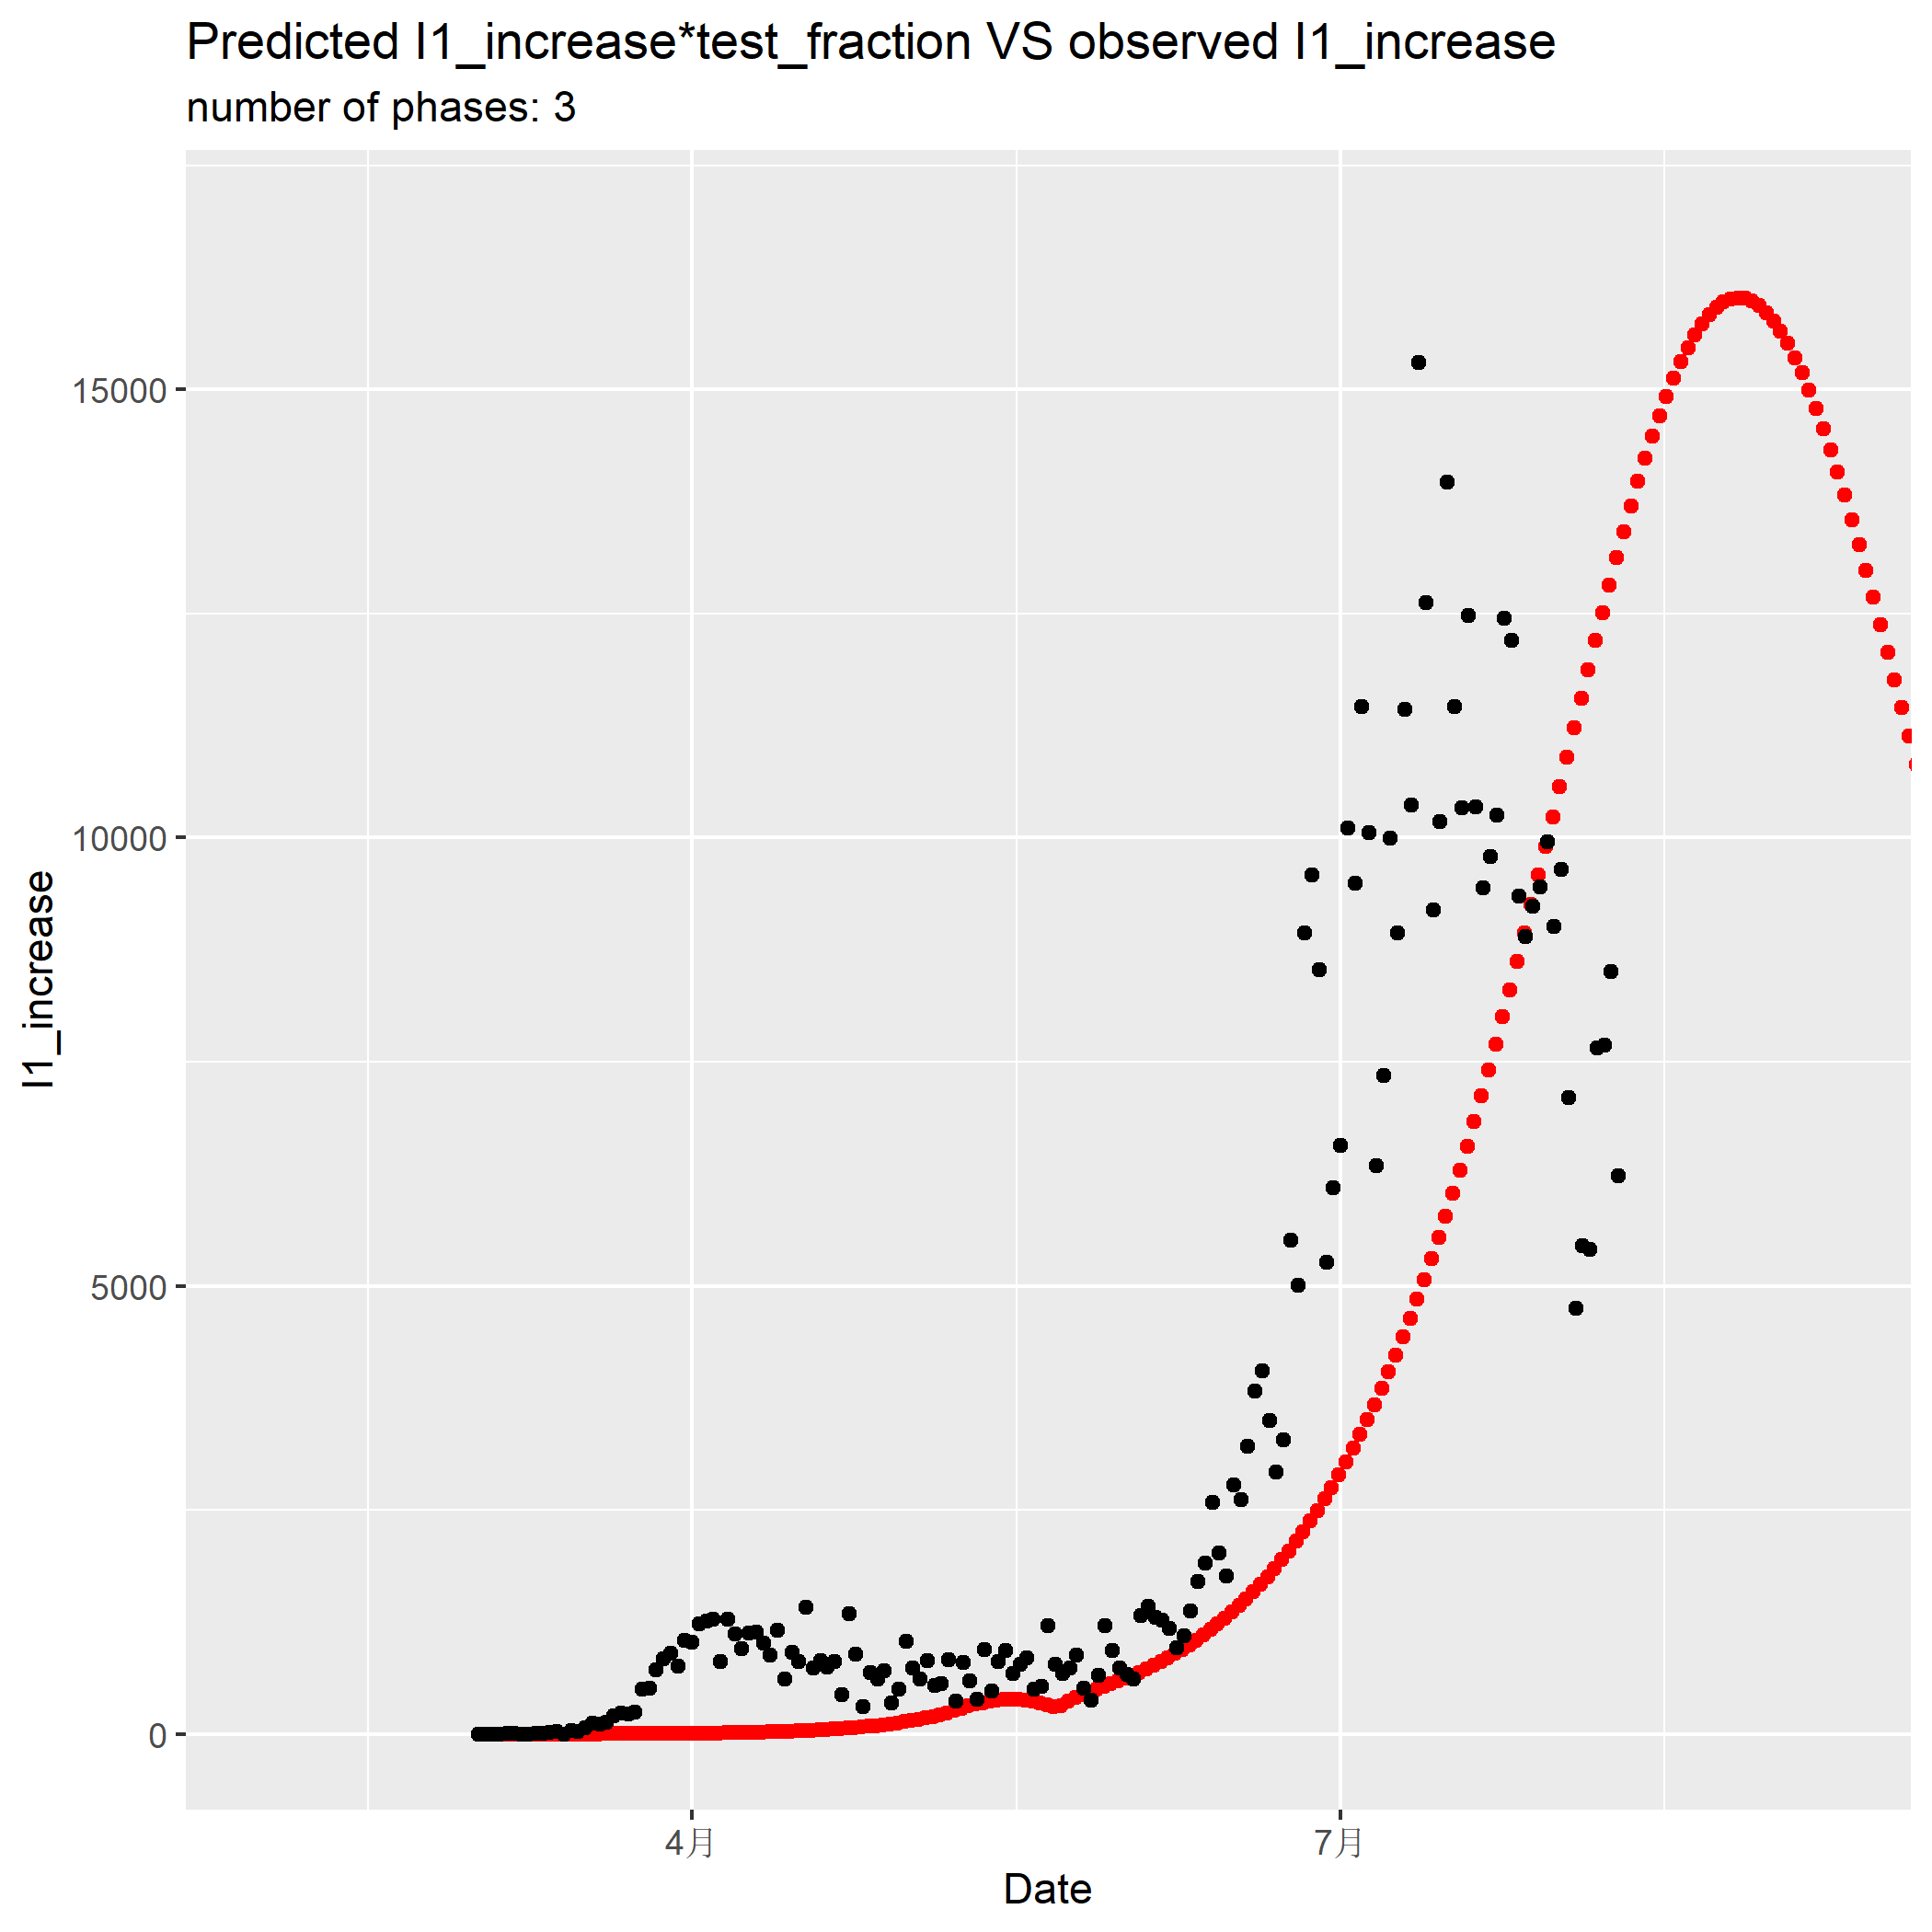 Predicted I1_increase*test_fraction VS observed I1_increase
number of phases: 3
15000
10000
5000
0
I1_increase
4月
7月
Date